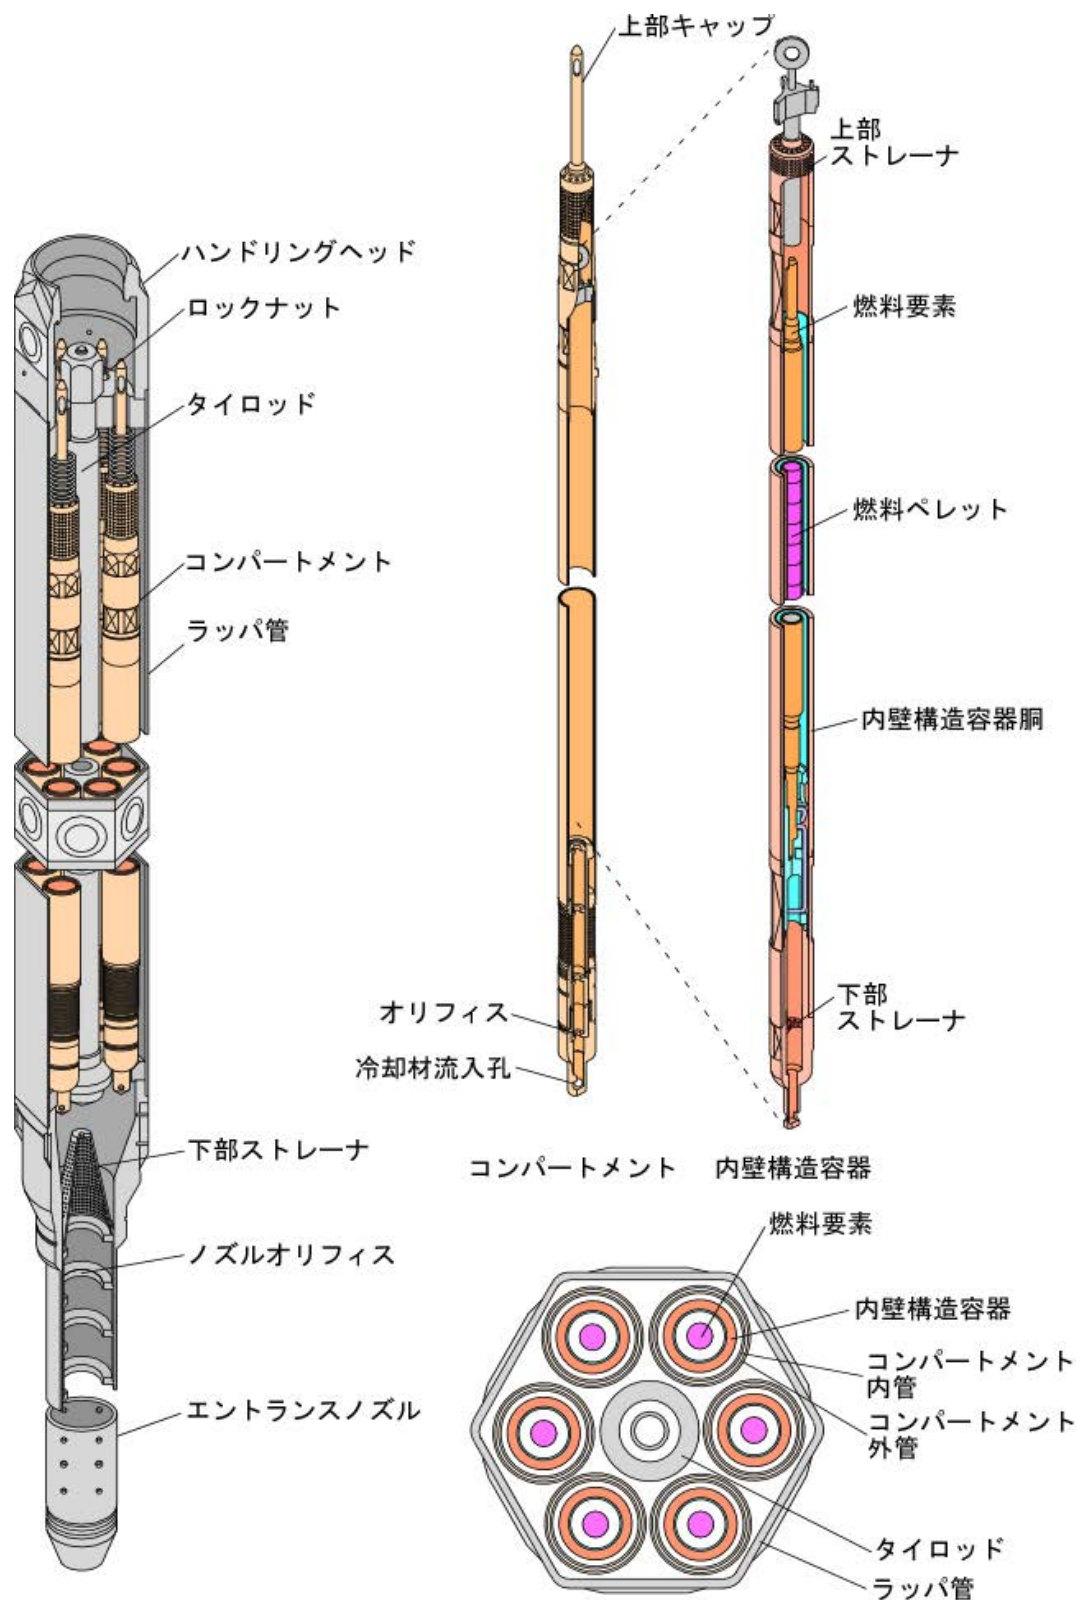 ハンドリングヘッド
ロックナット
タイロッド
コンパートメント
ラッパ管
下部ストレーナ
ノズルオリフィス
エントランスノズル
上部キャップ
オリフィス
冷却材流入孔
コンパートメント
上部
ストレーナ
燃料要素
燃料ペレット
内壁構造容器胴
下部
ストレーナ
内壁構造容器
燃料要素
内壁構造容器
コンパートメント
内管
コンパートメント
外管
タイロッド
ラッパ管